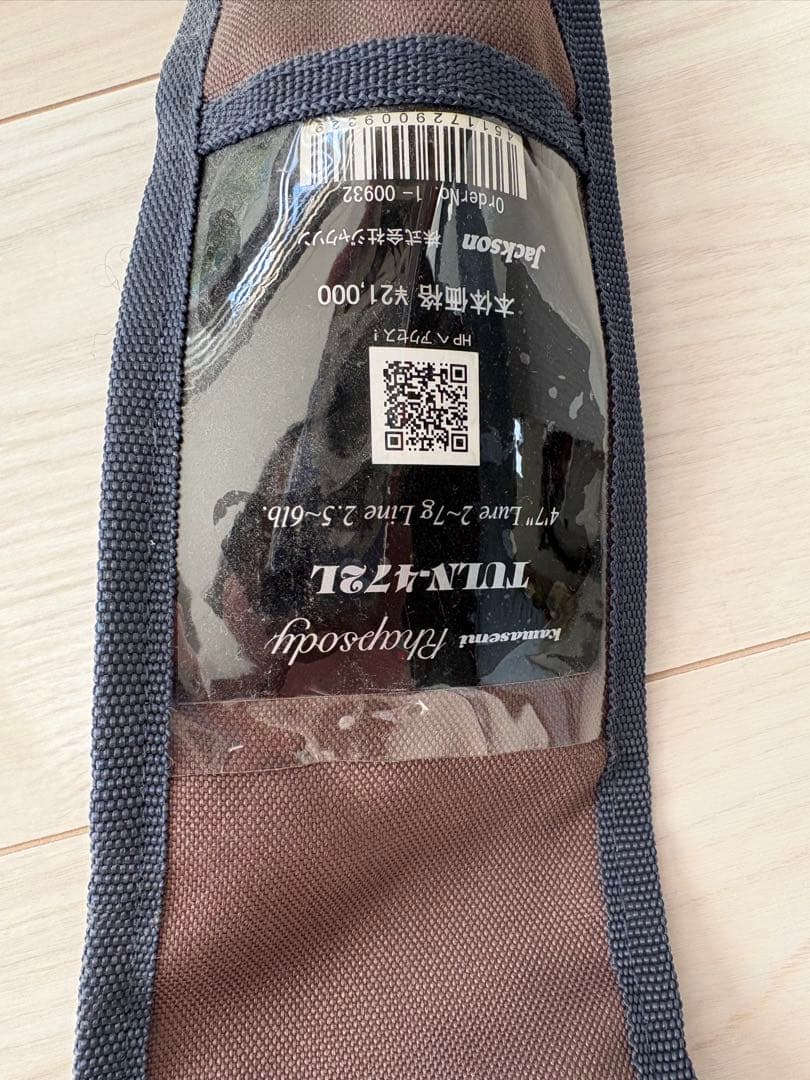 Kawasemi Rhapsody
TULN-472L
4'7" Lure 2~7g Line 2.5~6lb.
HPへアクセス!
本体価格 ¥21,000
Jackson 株式会社ジャクソン
OrderNo. 1-00932
4511729009329